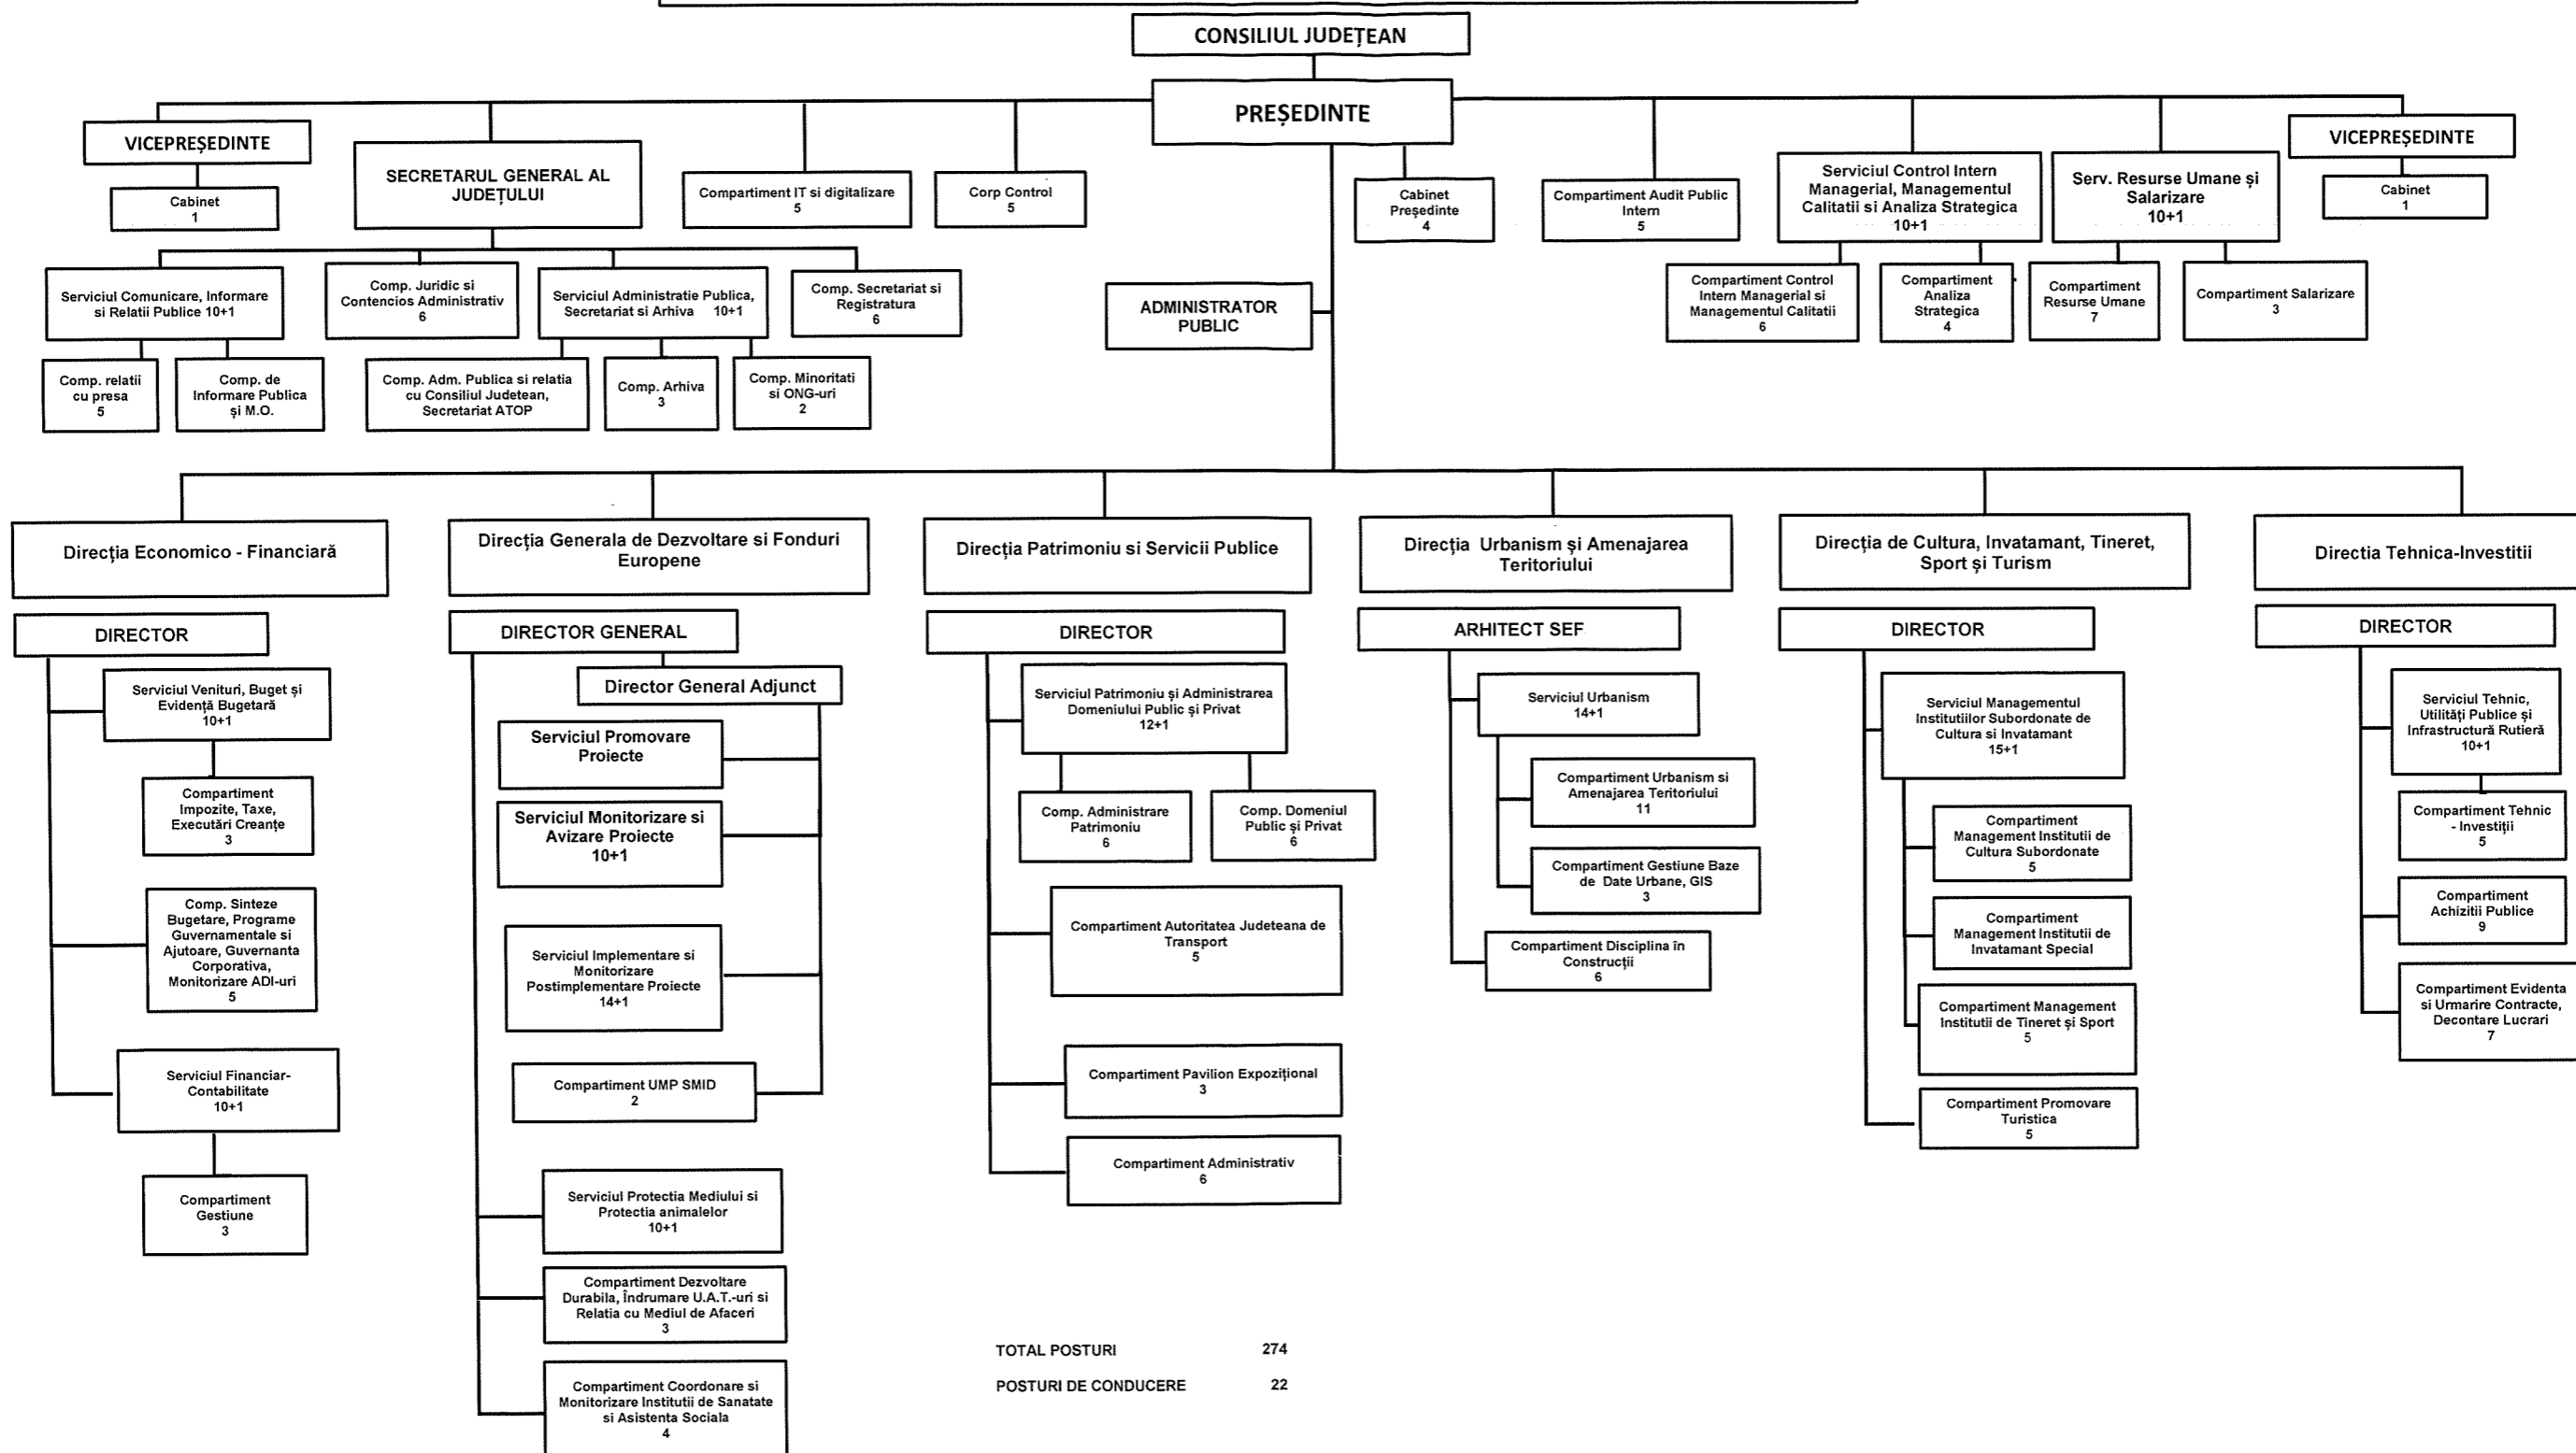 CONSILIUL JUDEȚEAN
PREȘEDINTE
VICEPREȘEDINTE
Cabinet
1
SECRETARUL GENERAL AL
JUDEȚULUI
Compartiment IT si digitalizare
5
Corp Control
5
Cabinet
Președinte
4
Compartiment Audit Public
Intern
5
Serviciul Control Intern
Managerial, Managementul
Calitatii si Analiza Strategica
10+1
Serv. Resurse Umane și
Salarizare
10+1
VICEPREȘEDINTE
Cabinet
1
Serviciul Comunicare, Informare
si Relatii Publice 10+1
Comp. Juridic si
Contencios Administrativ
6
Serviciul Administratie Publica,
Secretariat si Arhiva 10+1
Comp. Secretariat si
Registratura
6
ADMINISTRATOR
PUBLIC
Compartiment Control
Intern Managerial si
Managementul Calitatii
6
Compartiment
Analiza
Strategica
4
Compartiment
Resurse Umane
7
Compartiment Salarizare
3
Comp. relatii
cu presa
5
Comp. de
Informare Publica
și M.O.
Comp. Adm. Publica si relatia
cu Consiliul Judetean,
Secretariat ATOP
Comp. Arhiva
3
Comp. Minoritati
si ONG-uri
2
Direcția Economico - Financiară
DIRECTOR
Serviciul Venituri, Buget și
Evidență Bugetară
10+1
Compartiment
Impozite, Taxe,
Executări Creanțe
3
Comp. Sinteze
Bugetare, Programe
Guvernamentale si
Ajutoare, Guvernanta
Corporativa,
Monitorizare ADI-uri
5
Serviciul Financiar-
Contabilitate
10+1
Compartiment
Gestiune
3
Direcția Generala de Dezvoltare si Fonduri
Europene
DIRECTOR GENERAL
Director General Adjunct
Serviciul Promovare
Proiecte
Serviciul Monitorizare si
Avizare Proiecte
10+1
Serviciul Implementare si
Monitorizare
Postimplementare Proiecte
14+1
Compartiment UMP SMID
2
Serviciul Protectia Mediului si
Protectia animalelor
10+1
Compartiment Dezvoltare
Durabila, Îndrumare U.A.T.-uri si
Relatia cu Mediul de Afaceri
3
Compartiment Coordonare si
Monitorizare Institutii de Sanatate
si Asistenta Sociala
4
Direcția Patrimoniu si Servicii Publice
DIRECTOR
Serviciul Patrimoniu și Administrarea
Domeniului Public și Privat
12+1
Comp. Administrare
Patrimoniu
6
Comp. Domeniul
Public și Privat
6
Compartiment Autoritatea Judeteana de
Transport
5
Compartiment Pavilion Expozițional
3
Compartiment Administrativ
6
Direcția Urbanism și Amenajarea
Teritoriului
ARHITECT SEF
Serviciul Urbanism
14+1
Compartiment Urbanism si
Amenajarea Teritoriului
11
Compartiment Gestiune Baze
de Date Urbane, GIS
3
Compartiment Disciplina în
Construcții
6
Direcția de Cultura, Invatamant, Tineret,
Sport și Turism
DIRECTOR
Serviciul Managementul
Institutiilor Subordonate de
Cultura si Invatamant
15+1
Compartiment
Management Institutii de
Cultura Subordonate
5
Compartiment
Management Institutii de
Invatamant Special
Compartiment Management
Institutii de Tineret și Sport
5
Compartiment Promovare
Turistica
5
Directia Tehnica-Investitii
DIRECTOR
Serviciul Tehnic,
Utilități Publice și
Infrastructură Rutieră
10+1
Compartiment Tehnic
- Investiții
5
Compartiment
Achizitii Publice
9
Compartiment Evidenta
si Urmarire Contracte,
Decontare Lucrari
7
TOTAL POSTURI 274
POSTURI DE CONDUCERE 22